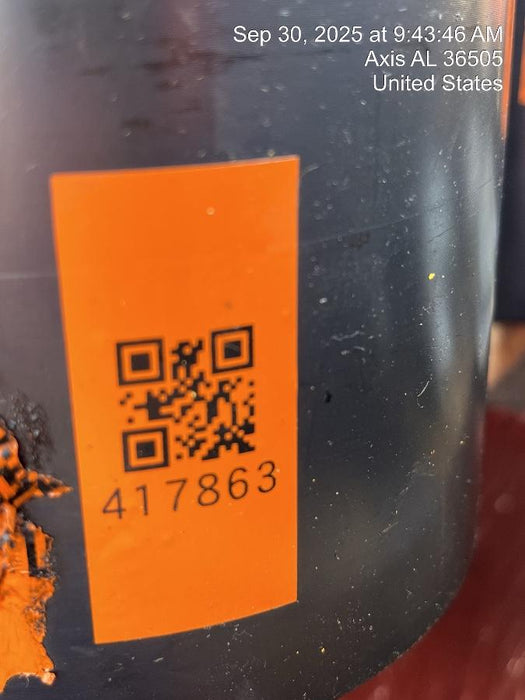 Sep 30, 2025 at 9:43:46 AM
Axis AL 36505
United States
417863